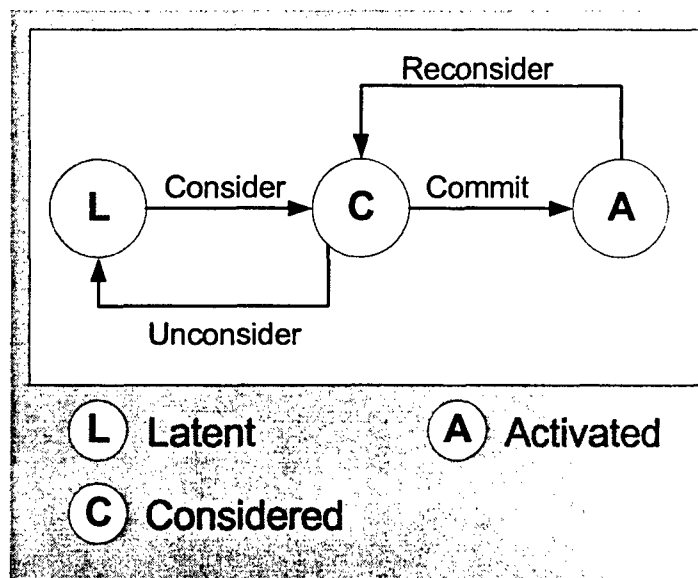 Reconsider
L
Consider
C
Commit
A
Unconsider
L Latent
A Activated
C Considered